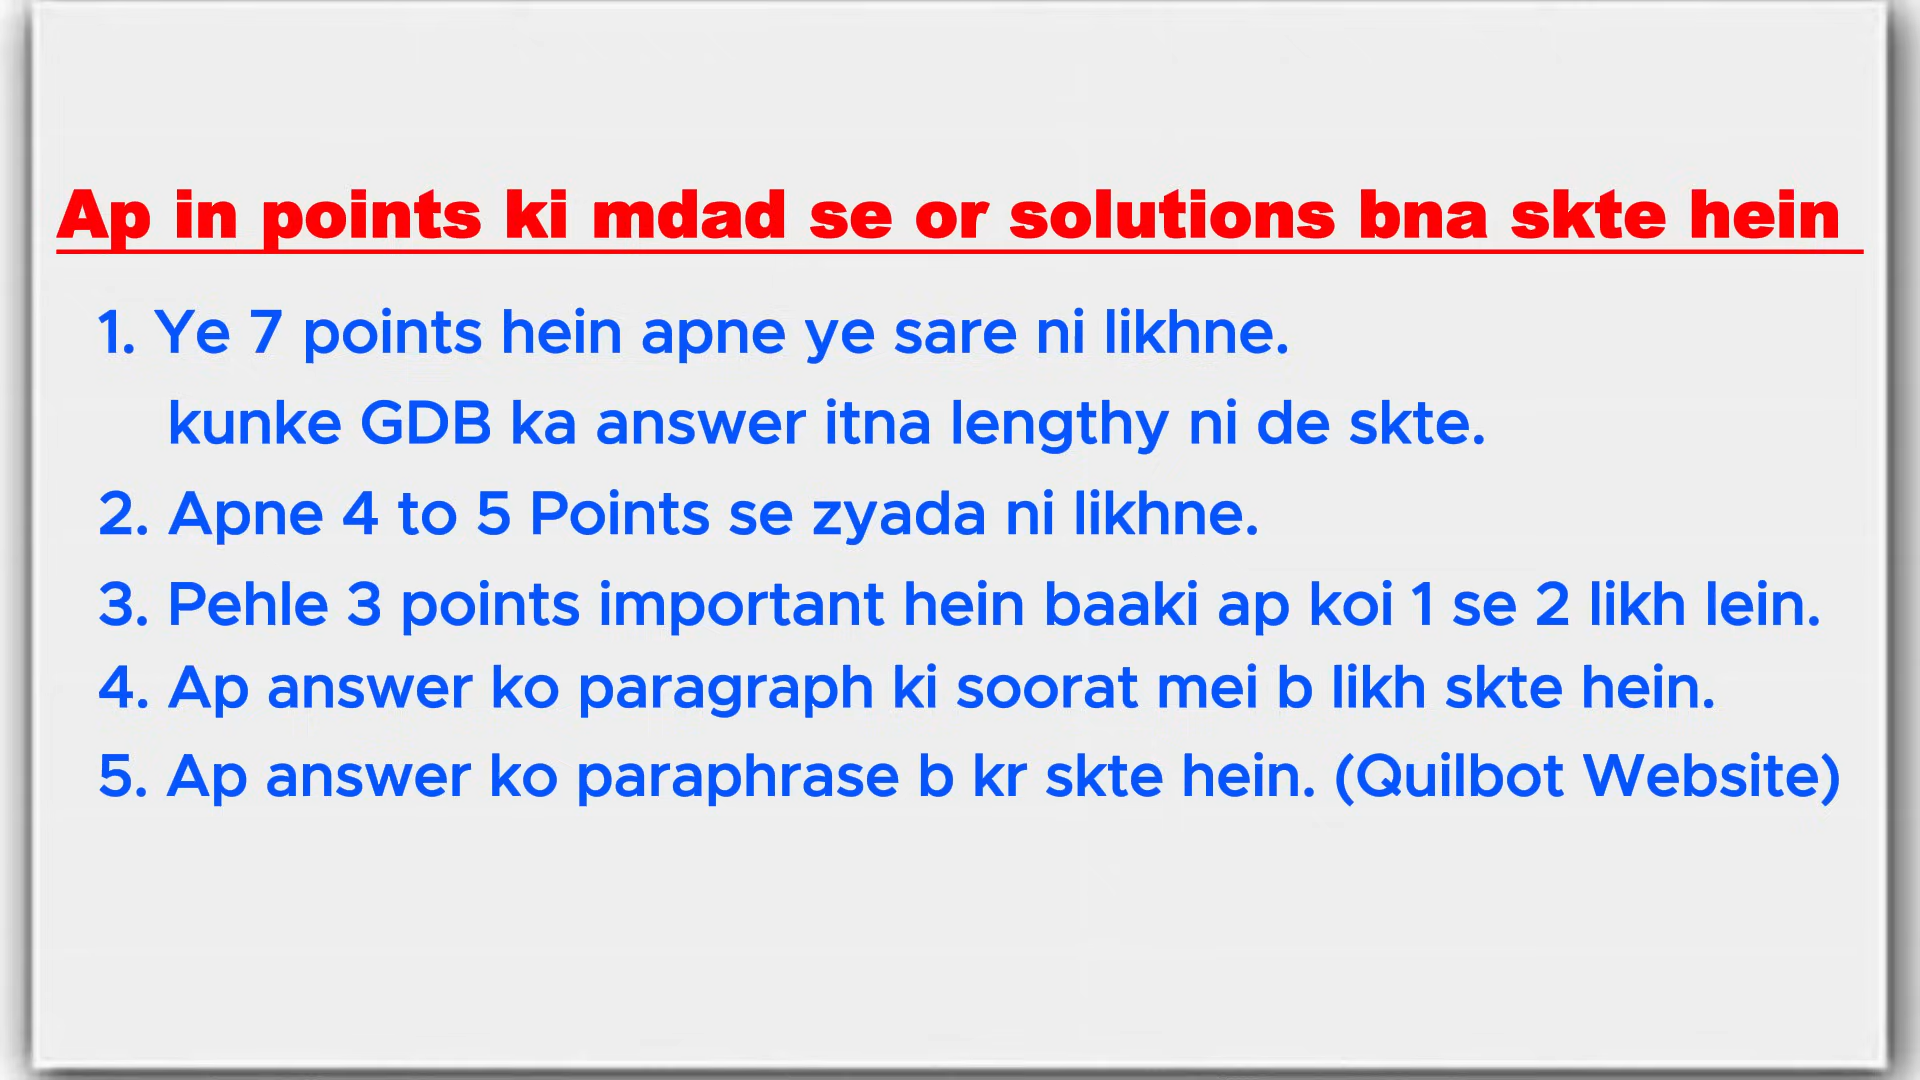 Ap in points ki mdad se or solutions bna skte hein
1. Ye 7 points hein apne ye sare ni likhne.
kunke GDB ka answer itna lengthy ni de skte.
2. Apne 4 to 5 Points se zyada ni likhne.
3. Pehle 3 points important hein baaki ap koi 1 se 2 likh lein.
4. Ap answer ko paragraph ki soorat mei b likh skte hein.
5. Ap answer ko paraphrase b kr skte hein. (Quilbot Website)